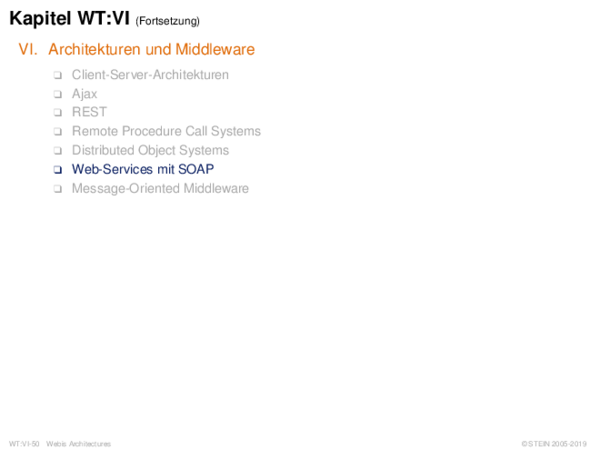 Kapitel WT:VI (Fortsetzung)
VI. Architekturen und Middleware
❑ Client-Server-Architekturen
❑ Ajax
❑ REST
❑ Remote Procedure Call Systems
❑ Distributed Object Systems
❑ Web-Services mit SOAP
❑ Message-Oriented Middleware
WT:VI-50 Webis Architectures
© STEIN 2005-2019